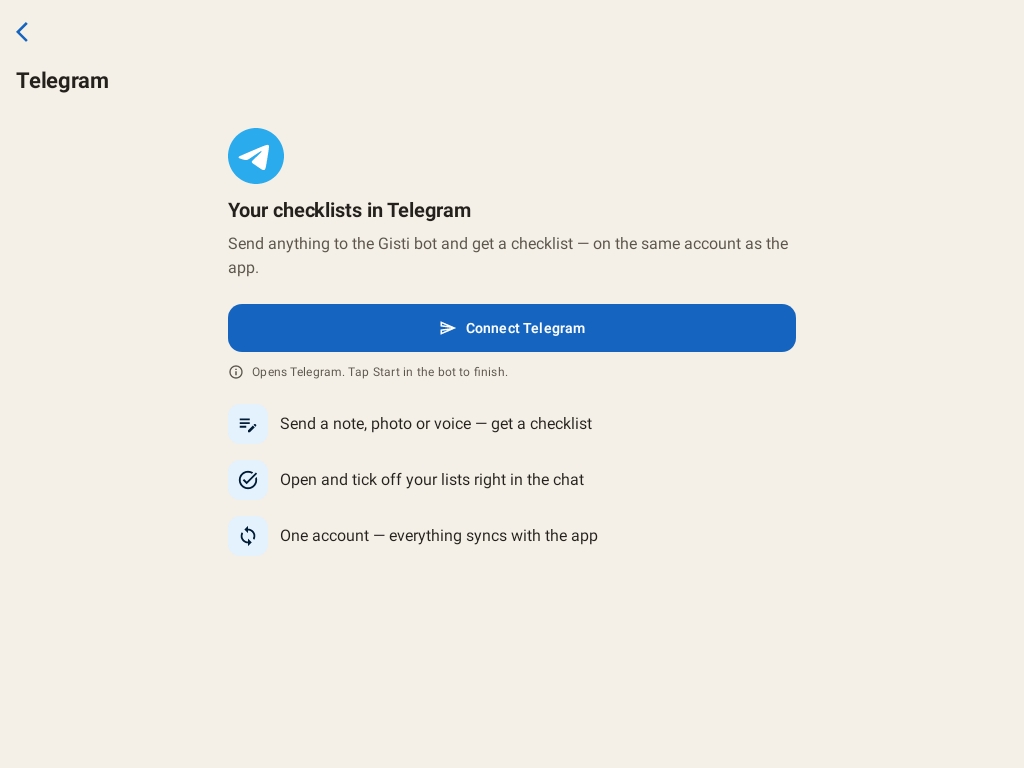 Telegram
Your checklists in Telegram
Send anything to the Gisti bot and get a checklist — on the same account as the
app.
Connect Telegram
Opens Telegram. Tap Start in the bot to finish.
Send a note, photo or voice — get a checklist
Open and tick off your lists right in the chat
One account — everything syncs with the app